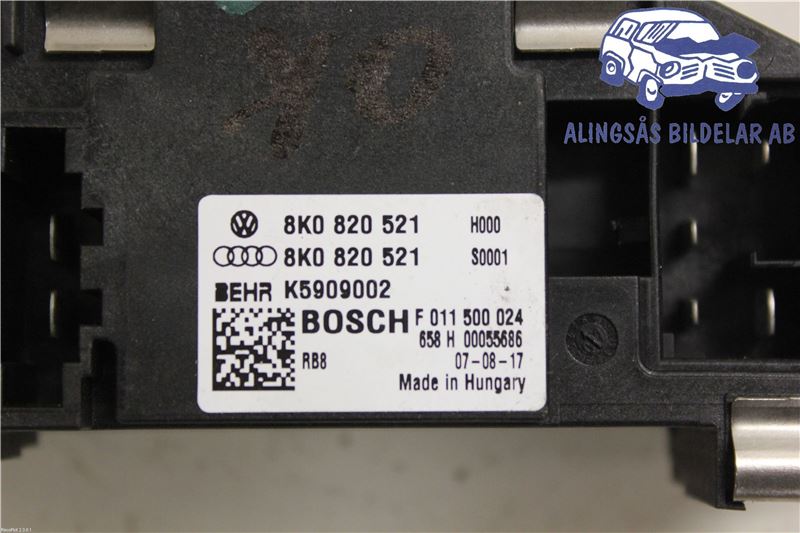 OK
ALINGSÅS BILDELAR AB
8K0 820 521 H000
8K0 820 521 S0001
BEHR K5909002
BOSCH F 011 500 024
658 H 00055686
RB8 07-08-17
Made in Hungary